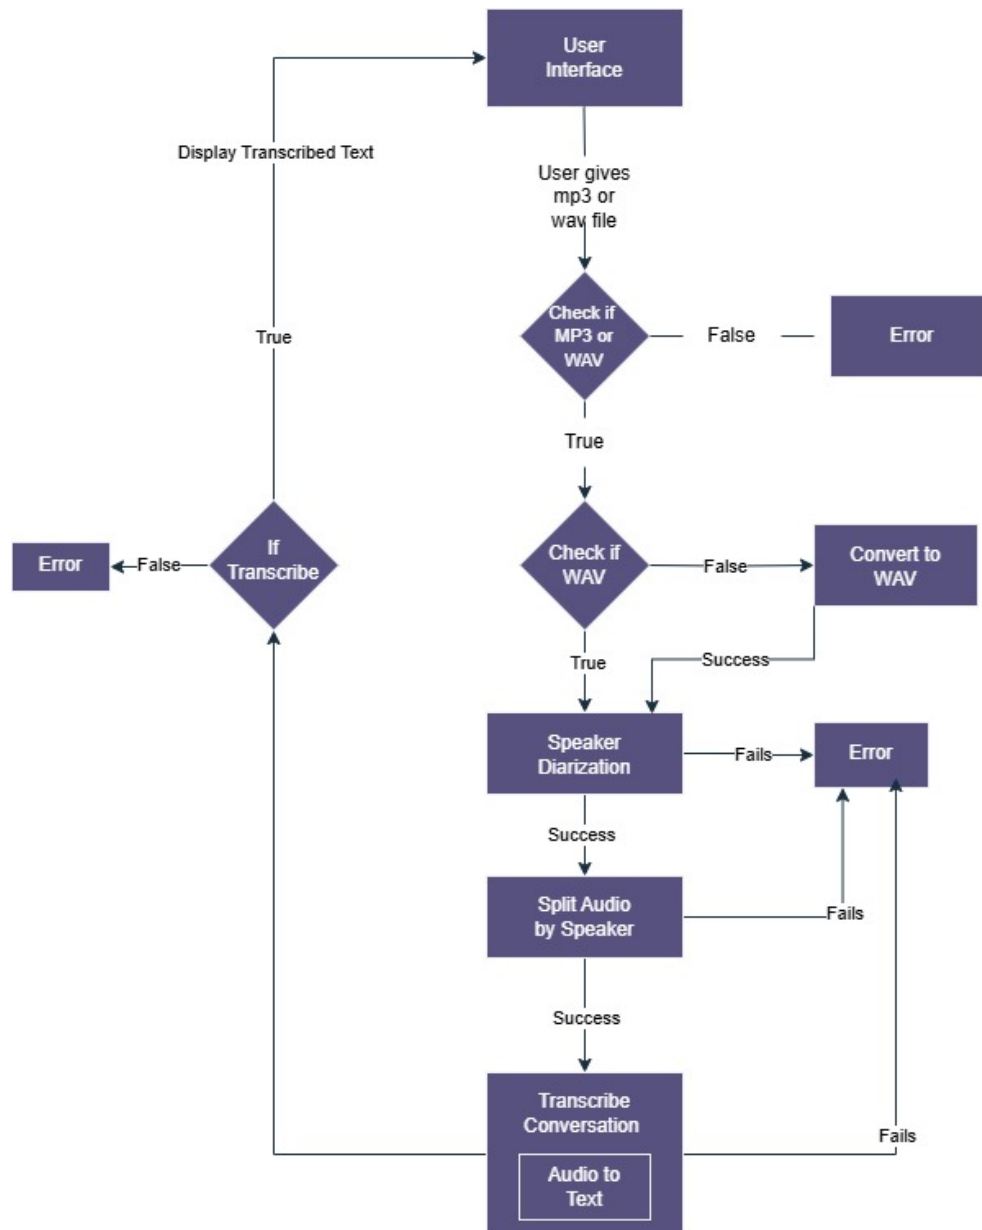 User
Interface
Display Transcribed Text
User gives
mp3 or
wav file
Check if
MP3 or
WAV
False
Error
True
True
If
Transcribe
False
Error
Check if
WAV
False
Convert to
WAV
True
Success
Speaker
Diarization
Fails
Error
Success
Split Audio
by Speaker
Fails
Success
Transcribe
Conversation
Fails
Audio to
Text